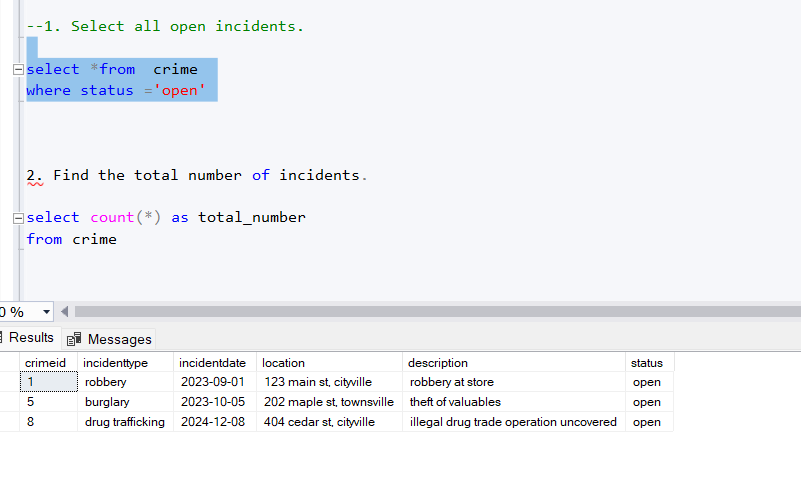 --1. Select all open incidents.
select *from  crime
where status ='open'
2. Find the total number of incidents.
select count(*) as total_number
from crime
0 %
Results Messages
crimeid incidenttype incidentdate location description status
1 robbery 2023-09-01 123 main st, cityville robbery at store open
5 burglary 2023-10-05 202 maple st, townsville theft of valuables open
8 drug trafficking 2024-12-08 404 cedar st, cityville illegal drug trade operation uncovered open